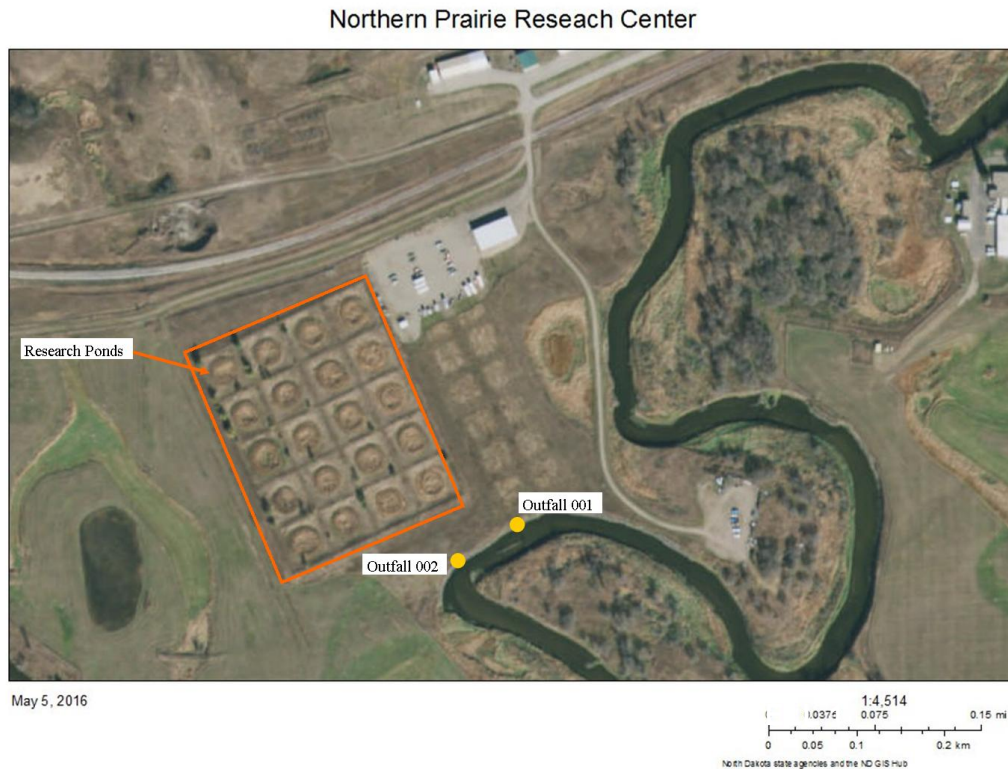 Northern Prairie Reseach Center
Research Ponds
Outfall 001
Outfall 002
May 5, 2016
1:4,514
0.075 0.15 mi
0 0.05 0.1 0.2 km
North Dakota state agencies and the ND GIS Hub